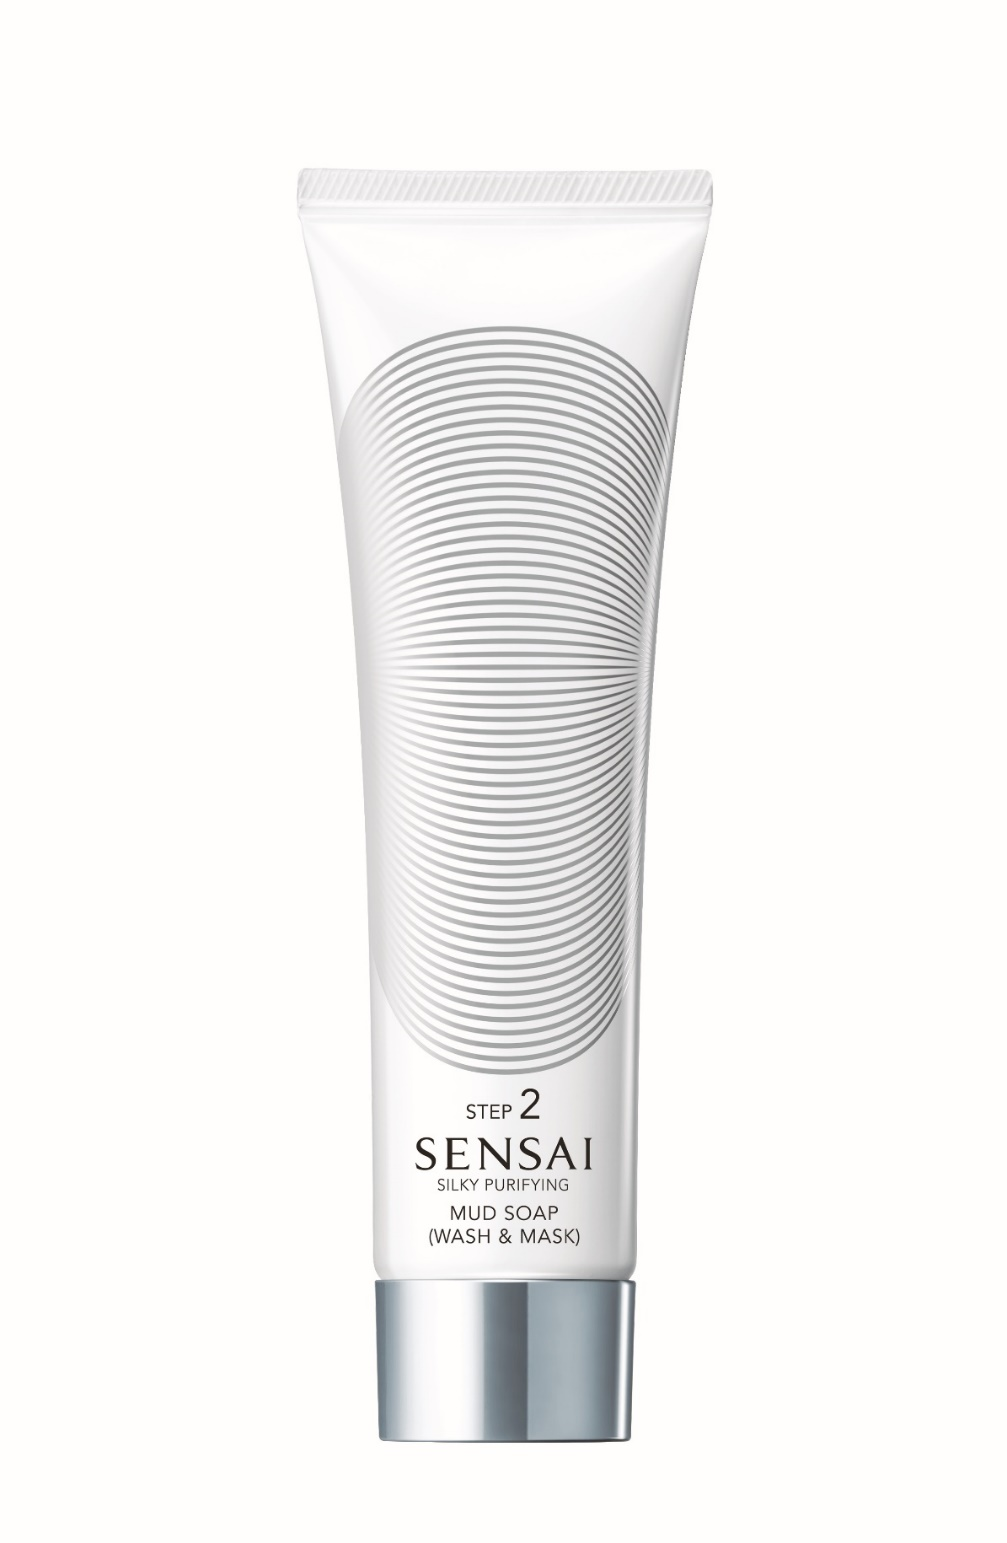 STEP 2
SENSAI
SILKY PURIFYING
MUD SOAP
(WASH & MASK)